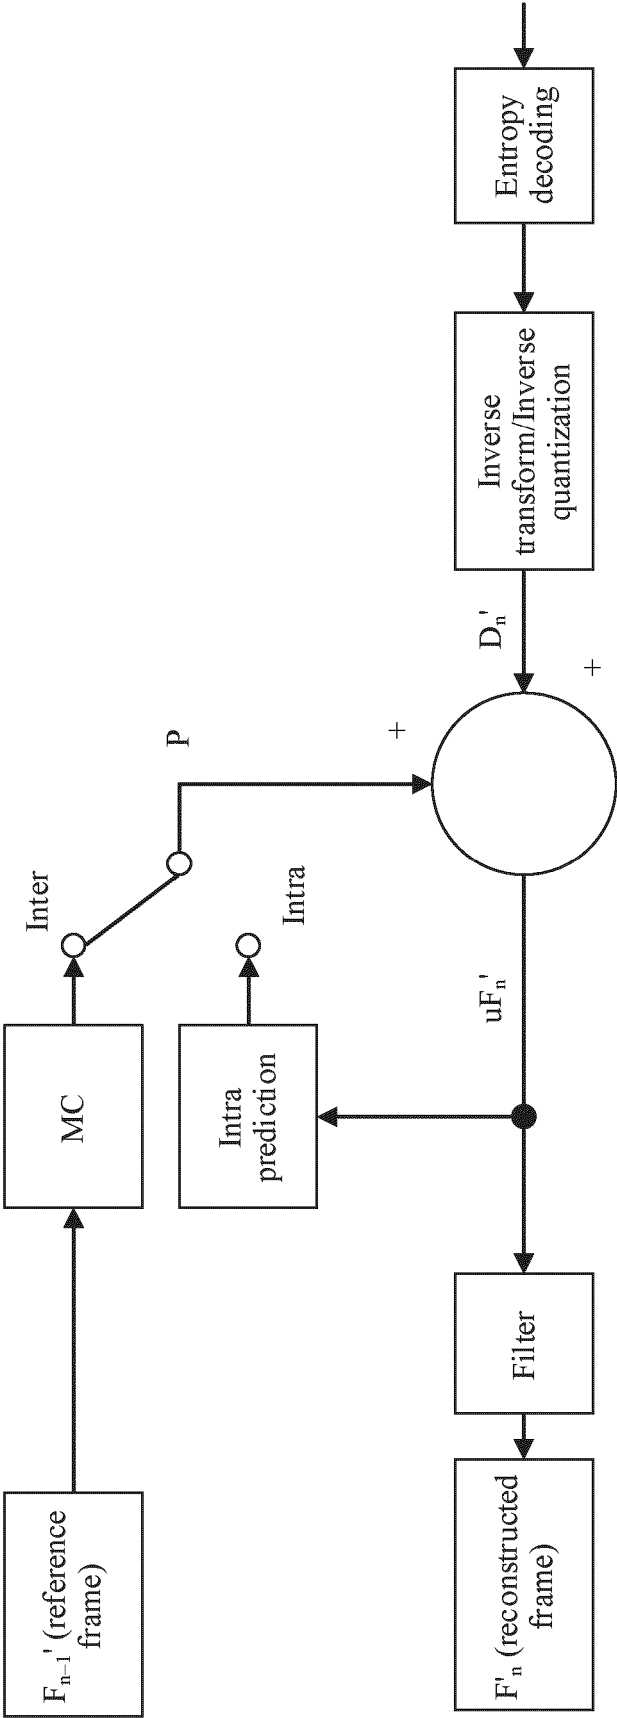 F_{n−1}' (reference
frame)
MC
Inter
P
Intra
prediction
Intra
+
F'_n (reconstructed
frame)
Filter
uF_n'
D_n'
+
Inverse
transform/Inverse
quantization
Entropy
decoding